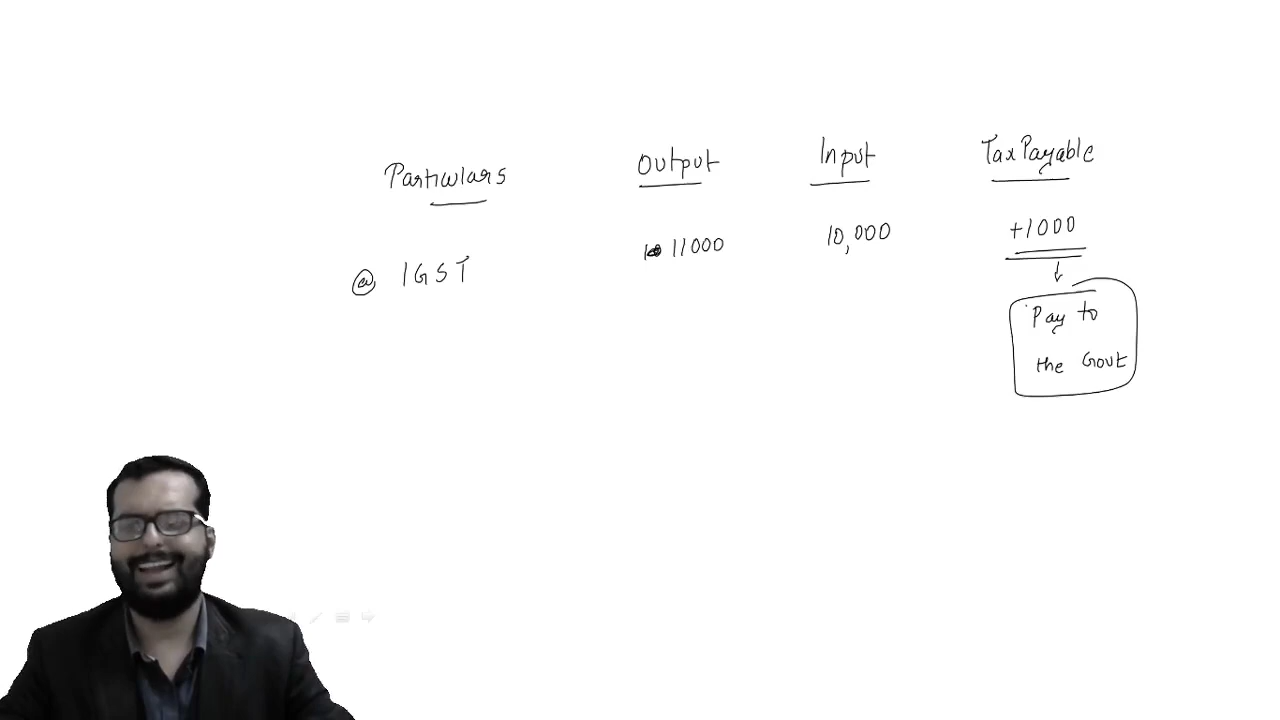 Particulars Output Input Tax Payable
@ IGST 11000 10,000 +1000
Pay to
the Govt